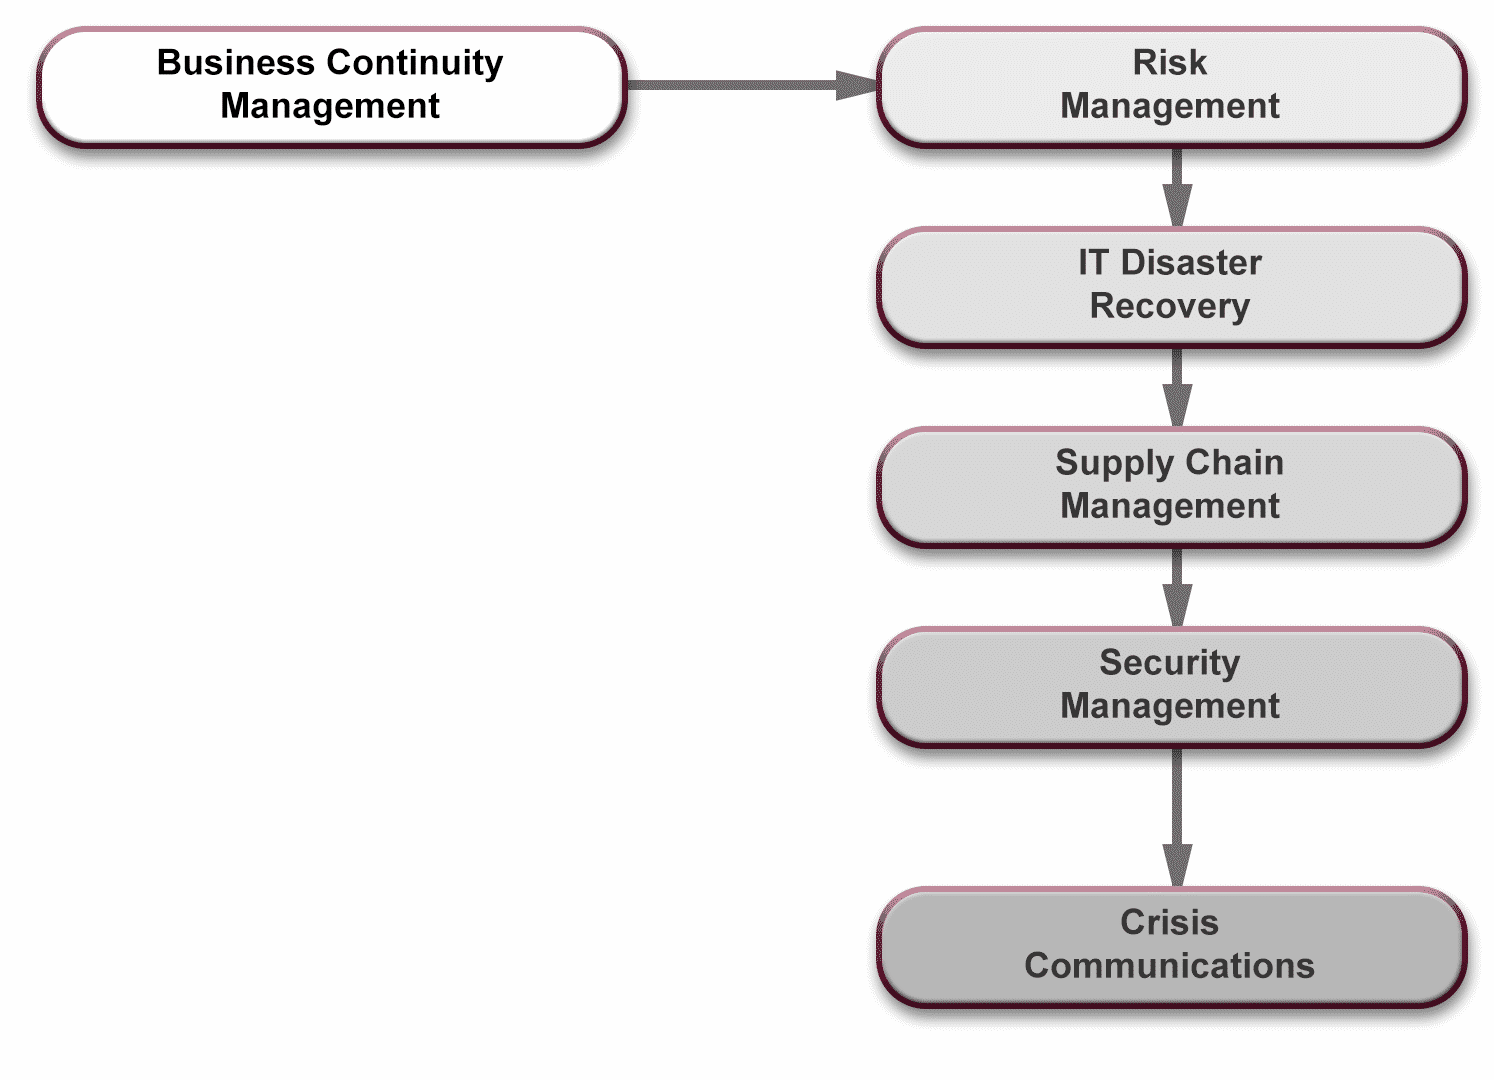 Business Continuity
Management
Risk
Management
IT Disaster
Recovery
Supply Chain
Management
Security
Management
Crisis
Communications